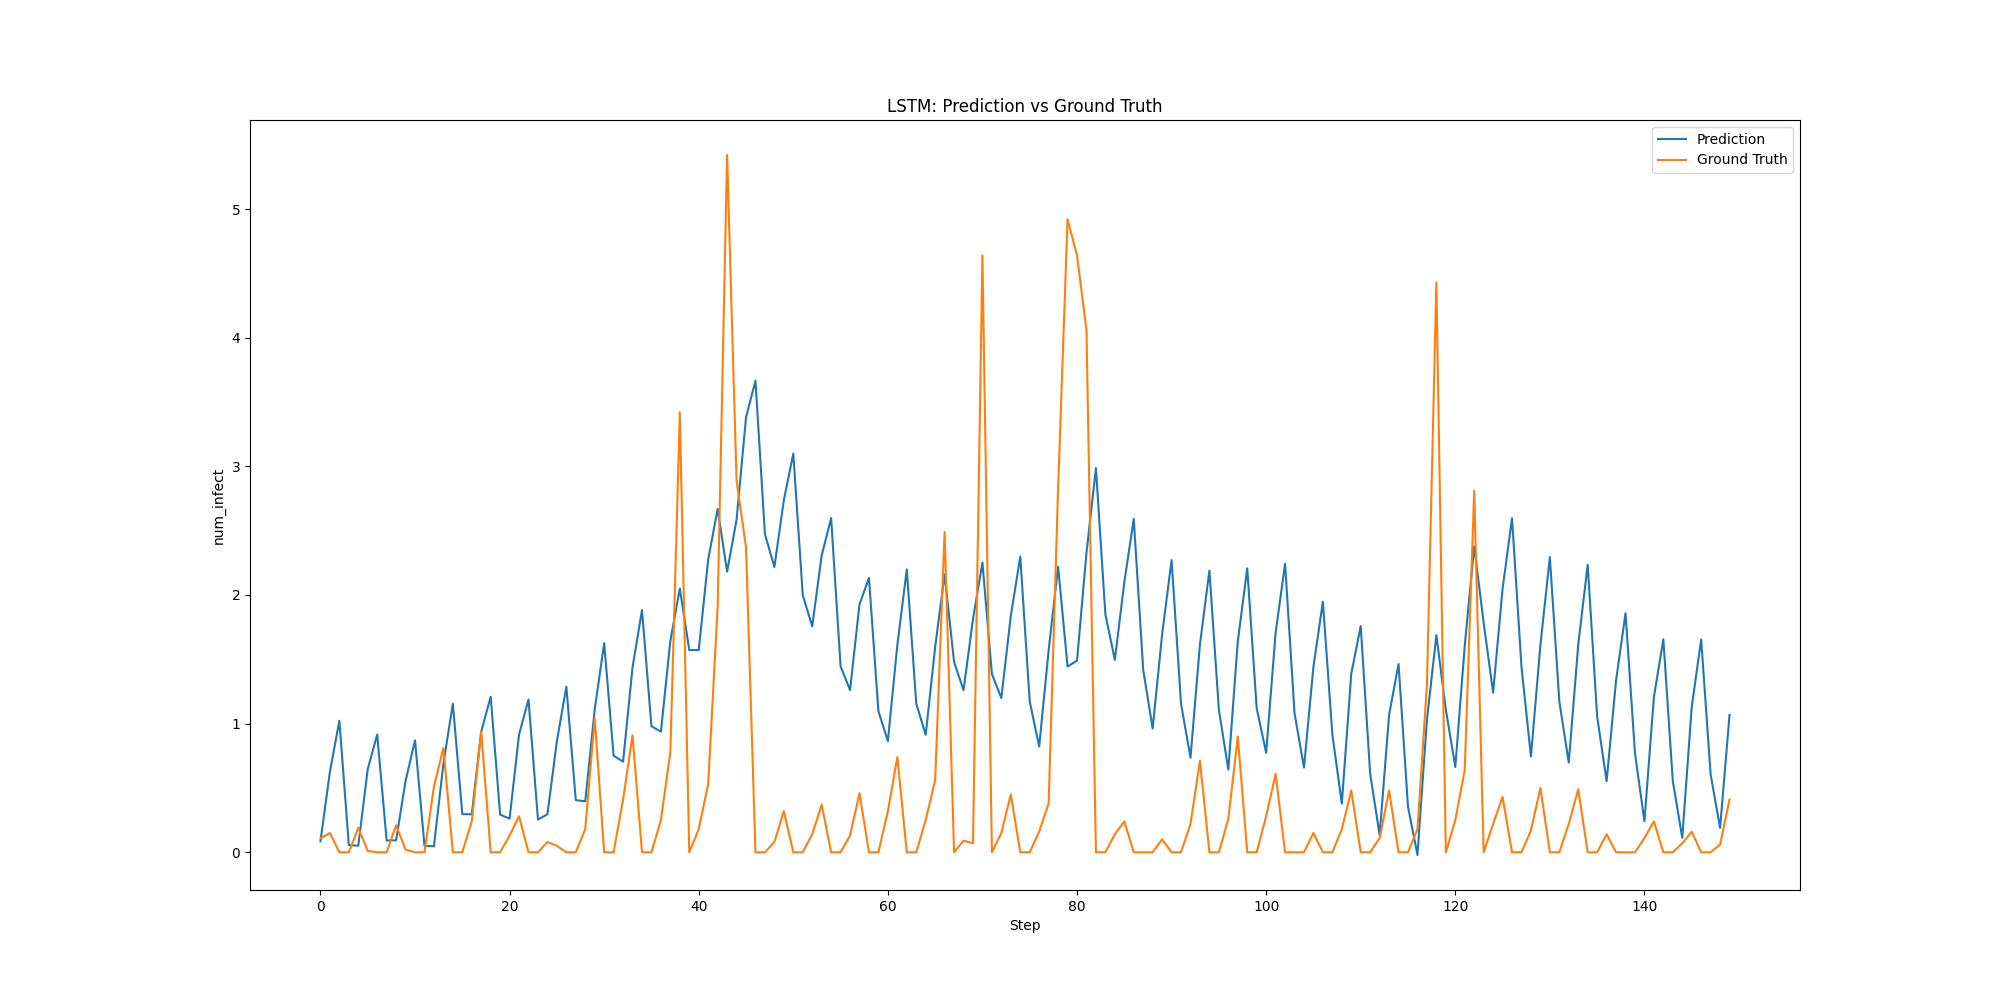 LSTM: Prediction vs Ground Truth
Prediction
Ground Truth
num_infect
5
4
3
2
1
0
0 20 40 60 80 100 120 140
Step